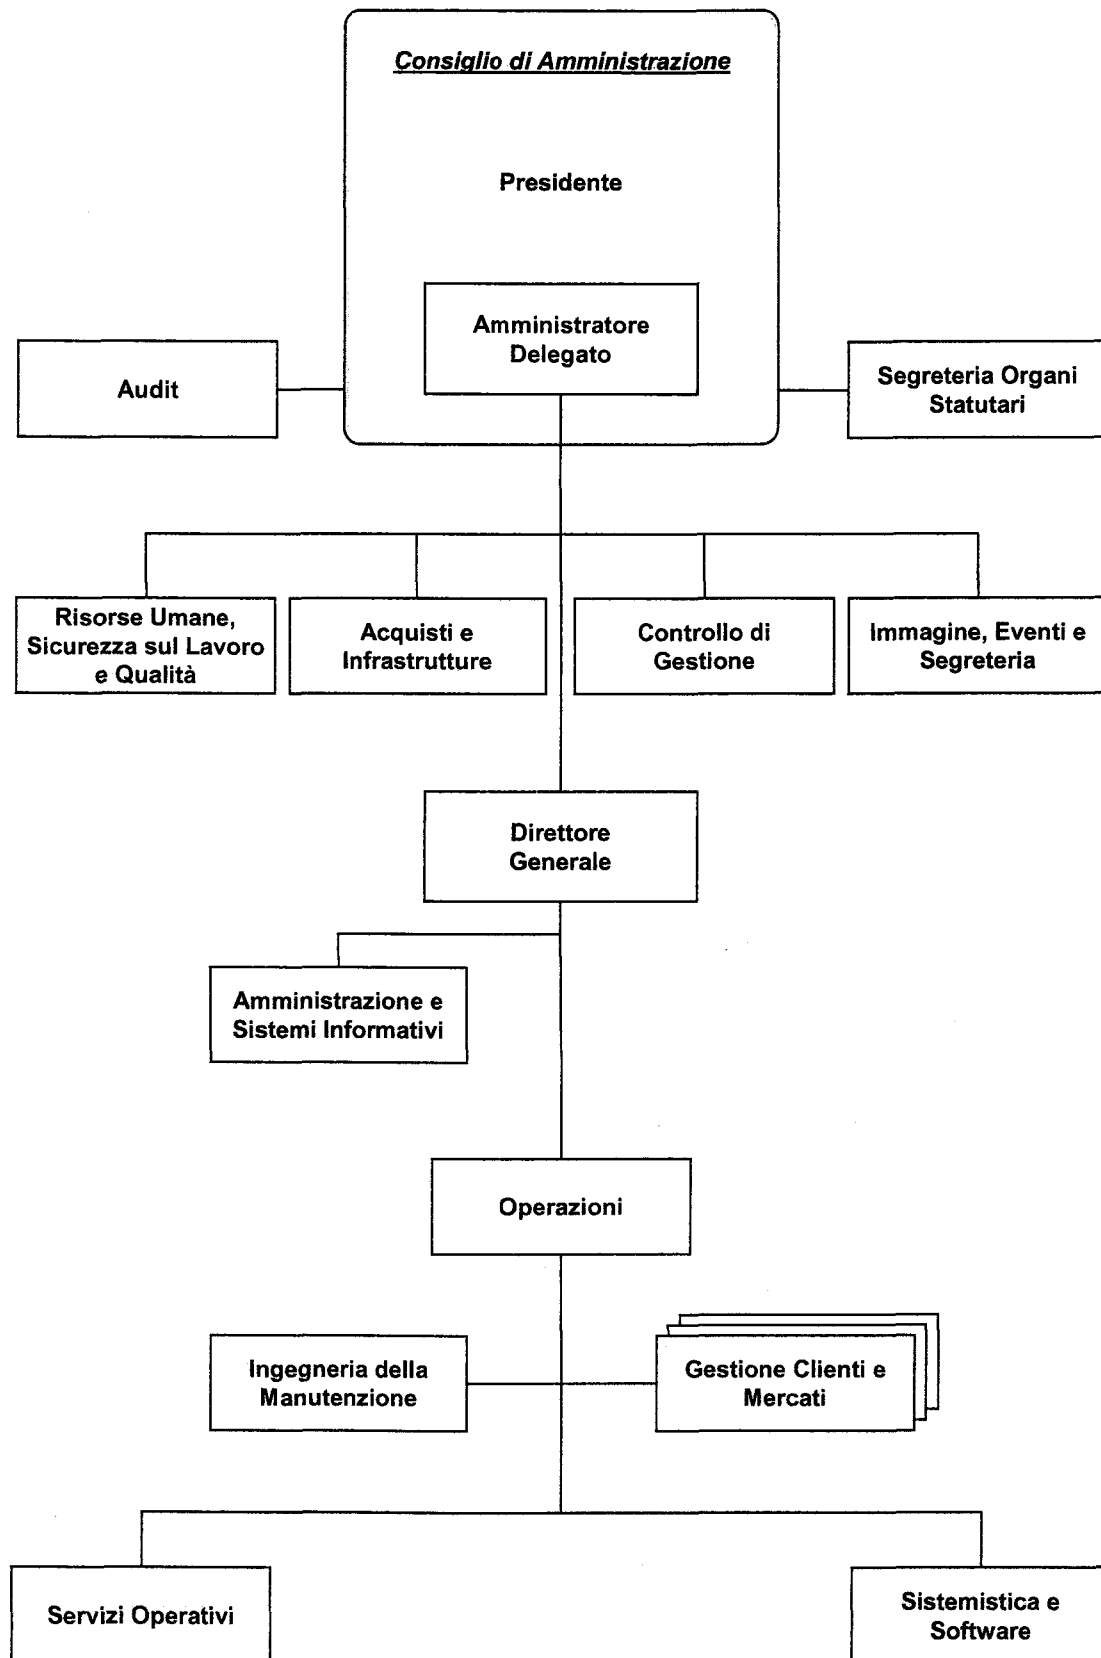 Consiglio di Amministrazione
Presidente
Amministratore
Delegato
Audit
Segreteria Organi
Statutari
Risorse Umane,
Sicurezza sul Lavoro
e Qualità
Acquisti e
Infrastrutture
Controllo di
Gestione
Immagine, Eventi e
Segreteria
Direttore
Generale
Amministrazione e
Sistemi Informativi
Operazioni
Ingegneria della
Manutenzione
Gestione Clienti e
Mercati
Servizi Operativi
Sistemistica e
Software